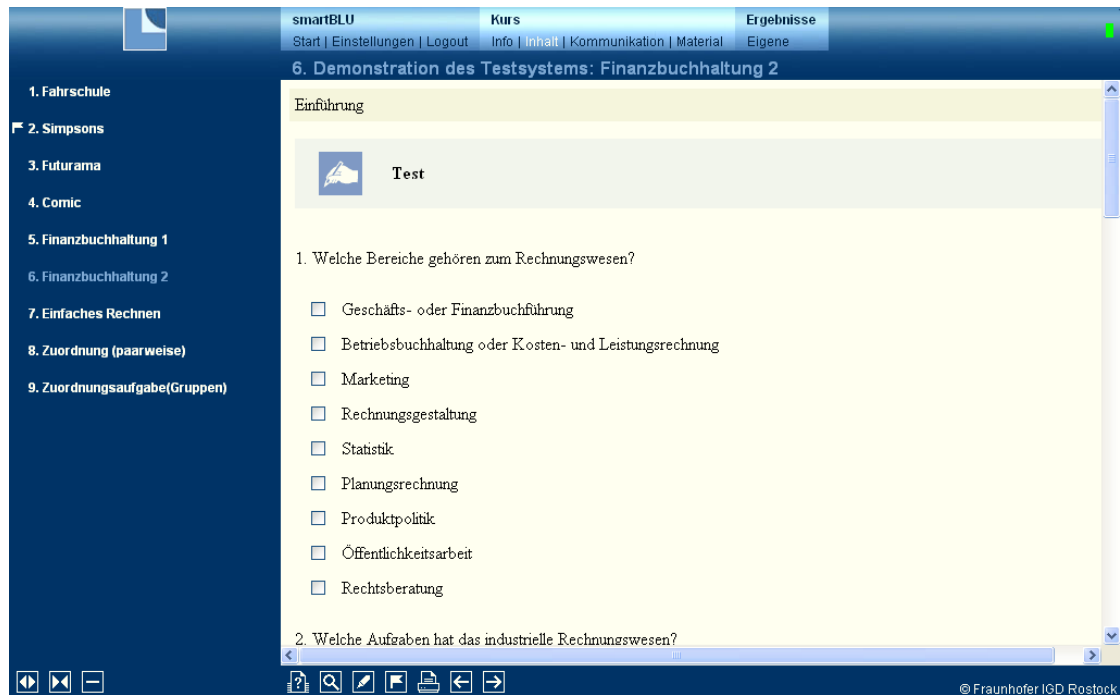 smartBLU Kurs Ergebnisse
Start | Einstellungen | Logout Info | Inhalt | Kommunikation | Material Eigene
6. Demonstration des Testsystems: Finanzbuchhaltung 2
1. Fahrschule
2. Simpsons
3. Futurama
4. Comic
5. Finanzbuchhaltung 1
6. Finanzbuchhaltung 2
7. Einfaches Rechnen
8. Zuordnung (paarweise)
9. Zuordnungsaufgabe(Gruppen)
Einführung
Test
1. Welche Bereiche gehören zum Rechnungswesen?
Geschäfts- oder Finanzbuchführung
Betriebsbuchhaltung oder Kosten- und Leistungsrechnung
Marketing
Rechnungsgestaltung
Statistik
Planungsrechnung
Produktpolitik
Öffentlichkeitsarbeit
Rechtsberatung
2. Welche Aufgaben hat das industrielle Rechnungswesen?
© Fraunhofer IGD Rostock